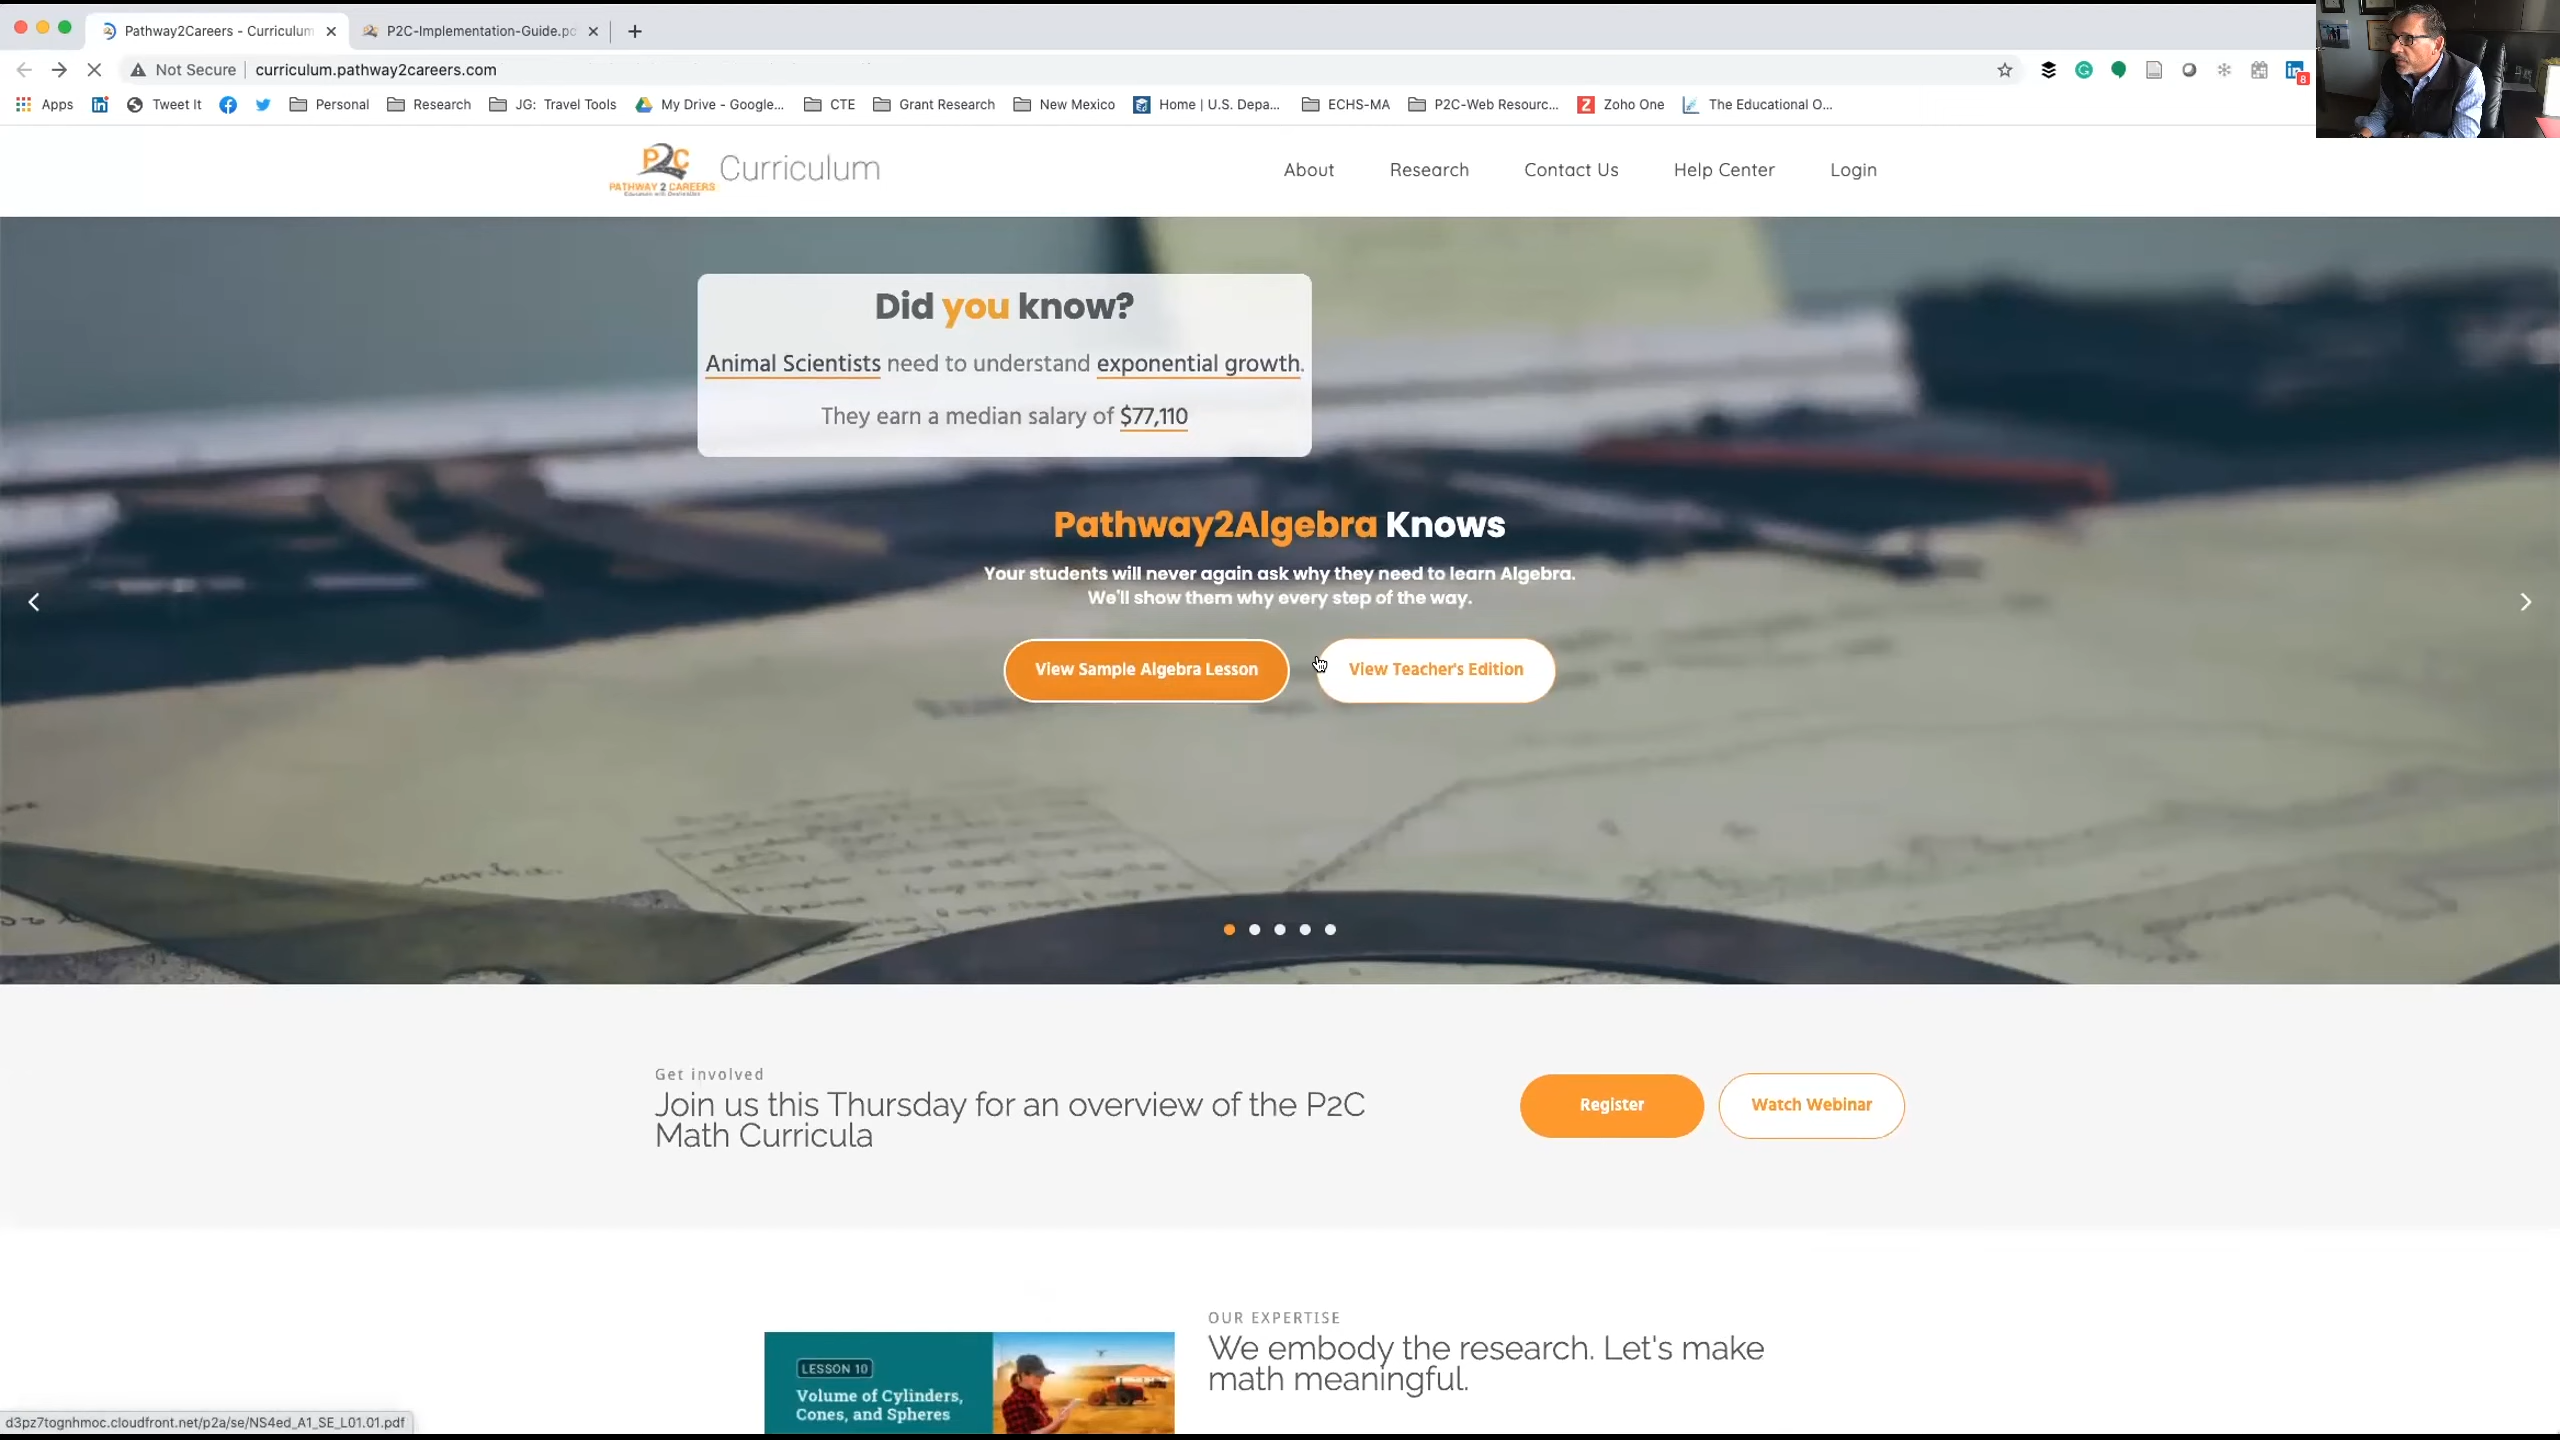 Pathway2Careers - Curriculum
P2C-Implementation-Guide.pd
Not Secure
curriculum.pathway2careers.com
Apps
Tweet It
Personal
Research
JG: Travel Tools
My Drive - Google...
CTE
Grant Research
New Mexico
Home | U.S. Depa...
ECHS-MA
P2C-Web Resourc...
Zoho One
The Educational O...
8
P2C
PATHWAY 2 CAREERS
Curriculum
About
Research
Contact Us
Help Center
Login
Did you know?
Animal Scientists need to understand exponential growth.
They earn a median salary of $77,110
Pathway2Algebra Knows
Your students will never again ask why they need to learn Algebra.
We'll show them why every step of the way.
View Sample Algebra Lesson
View Teacher's Edition
Get involved
Join us this Thursday for an overview of the P2C
Math Curricula
Register
Watch Webinar
OUR EXPERTISE
We embody the research. Let's make
math meaningful.
LESSON 10
Volume of Cylinders,
Cones, and Spheres
d3pz7tognhmoc.cloudfront.net/p2a/se/NS4ed_A1_SE_L01.01.pdf